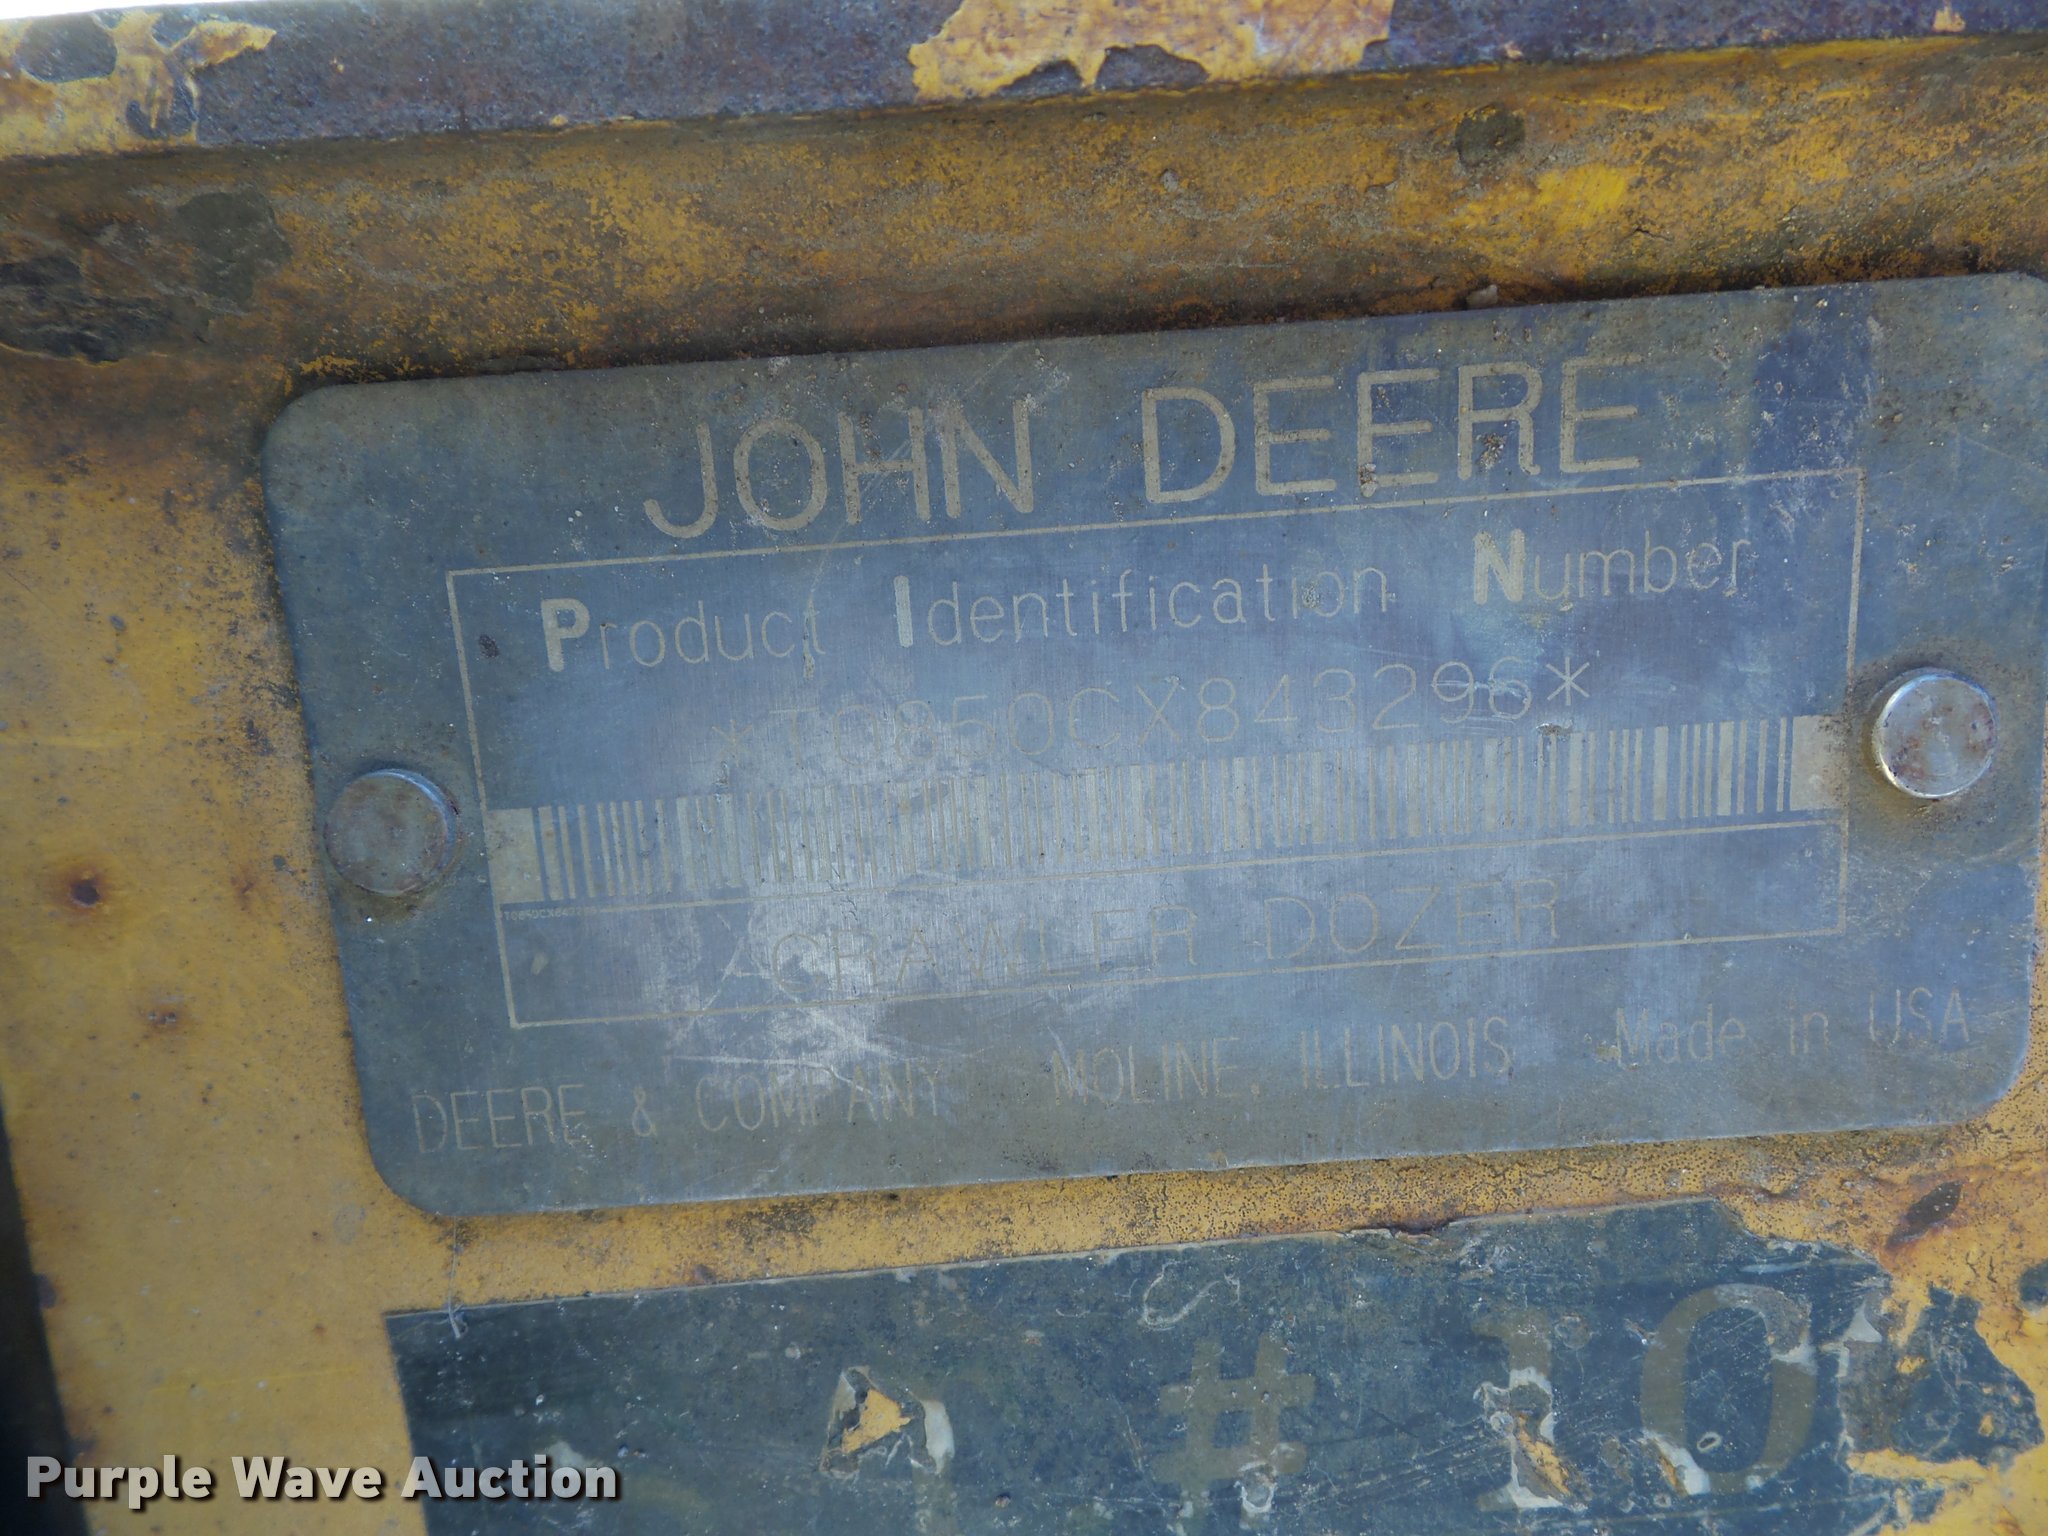 JOHN DEERE
Product Identification Number
*T0850CX843296*
T0850CX843296
CRAWLER DOZER
DEERE & COMPANY MOLINE, ILLINOIS Made in USA
# 10
Purple Wave Auction